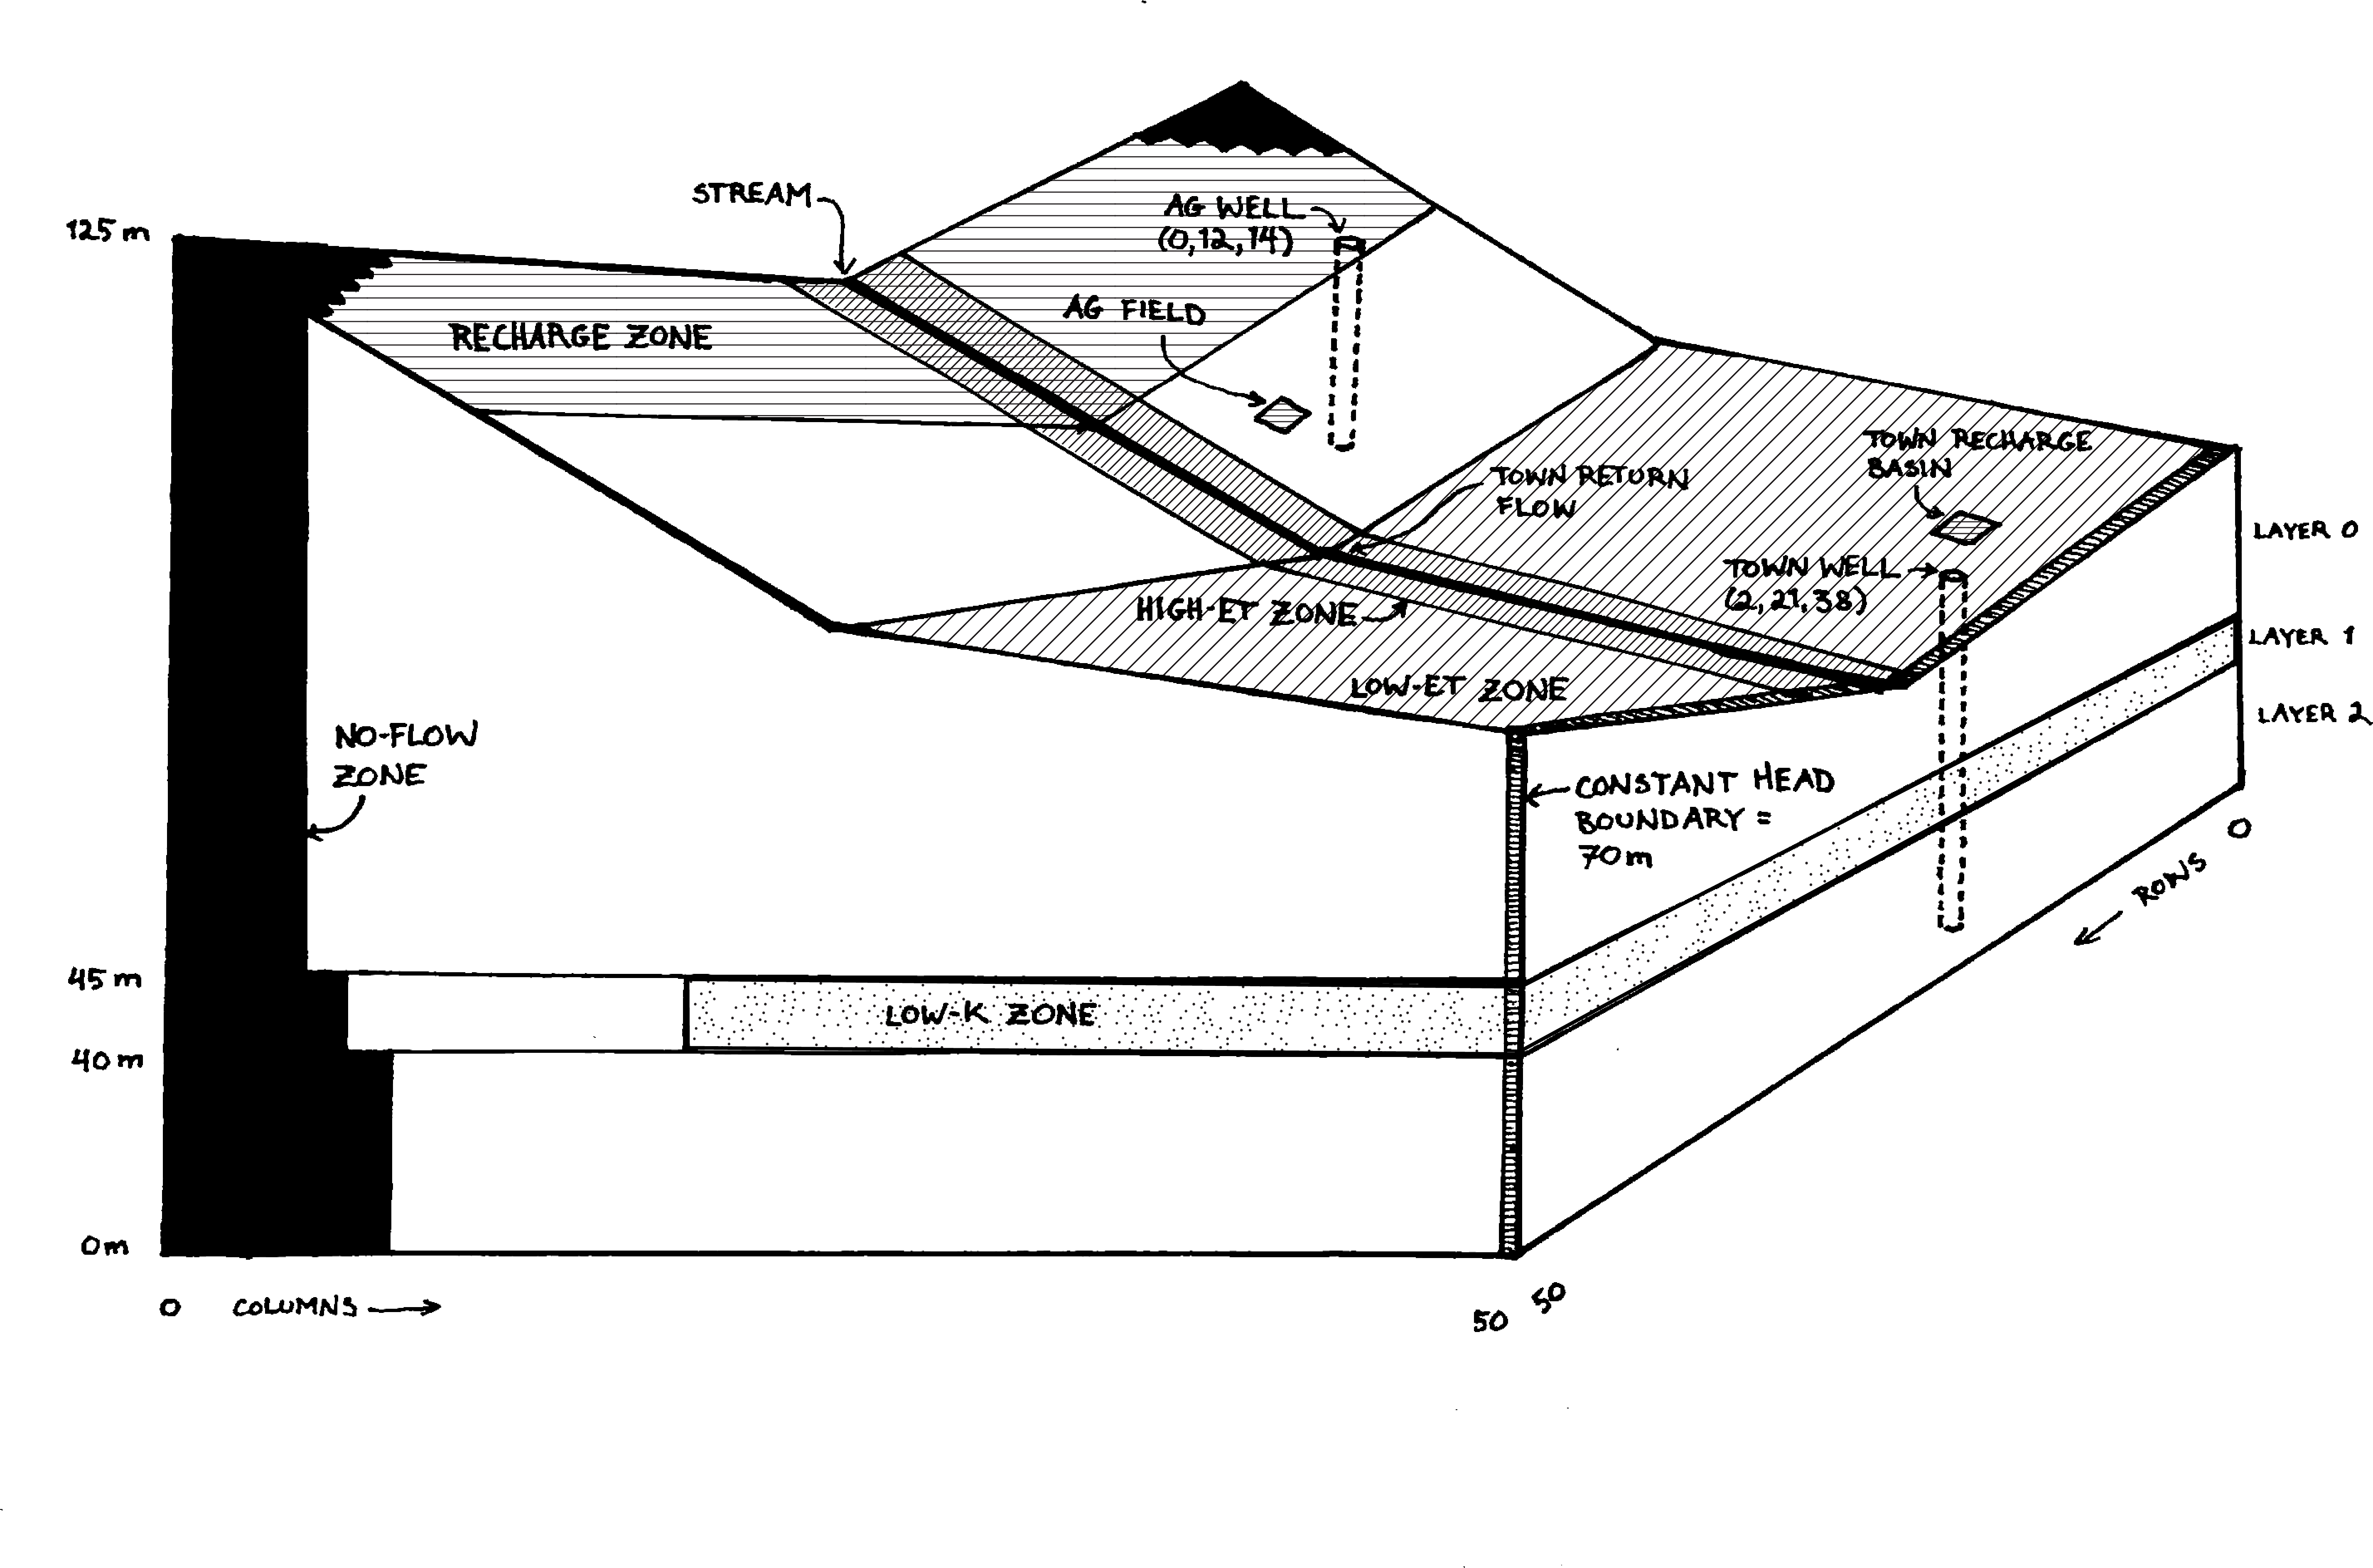 STREAM
125 m
AG WELL
(0,12,14)
AG FIELD
RECHARGE ZONE
TOWN RECHARGE
BASIN
TOWN RETURN
FLOW
LAYER 0
TOWN WELL
(2,21,38)
HIGH-ET ZONE
LAYER 1
LOW-ET ZONE
LAYER 2
NO-FLOW
ZONE
CONSTANT HEAD
BOUNDARY =
70m
0
ROWS
45 m
LOW-K ZONE
40 m
0m
0 COLUMNS
50 50